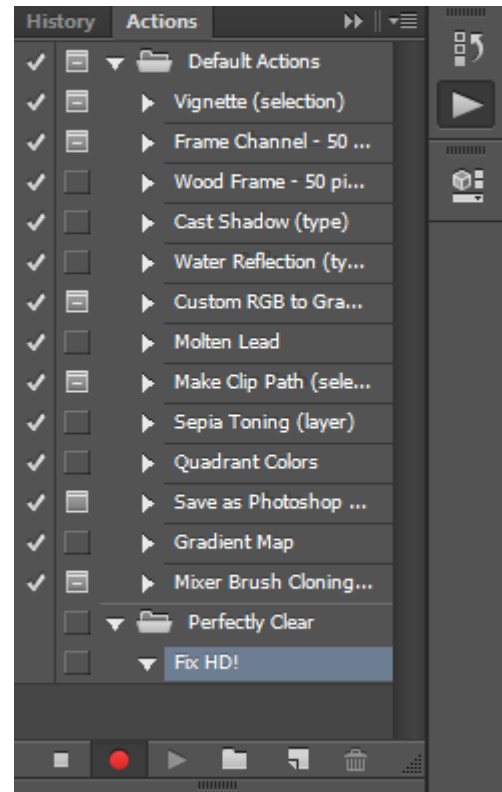 History Actions
Default Actions
Vignette (selection)
Frame Channel - 50 ...
Wood Frame - 50 pi...
Cast Shadow (type)
Water Reflection (ty...
Custom RGB to Gra...
Molten Lead
Make Clip Path (sele...
Sepia Toning (layer)
Quadrant Colors
Save as Photoshop ...
Gradient Map
Mixer Brush Cloning...
Perfectly Clear
Fix HD!